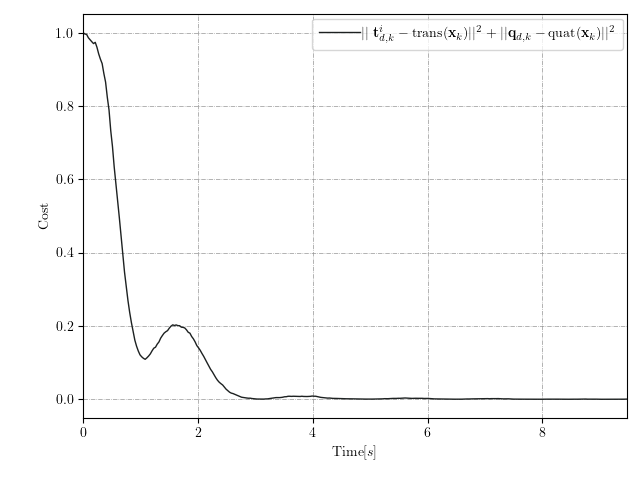 || t^i_{d,k} − trans(x_k)||² + ||q_{d,k} − quat(x_k)||²
1.0
0.8
0.6
Cost
0.4
0.2
0.0
0 2 4 6 8
Time[s]